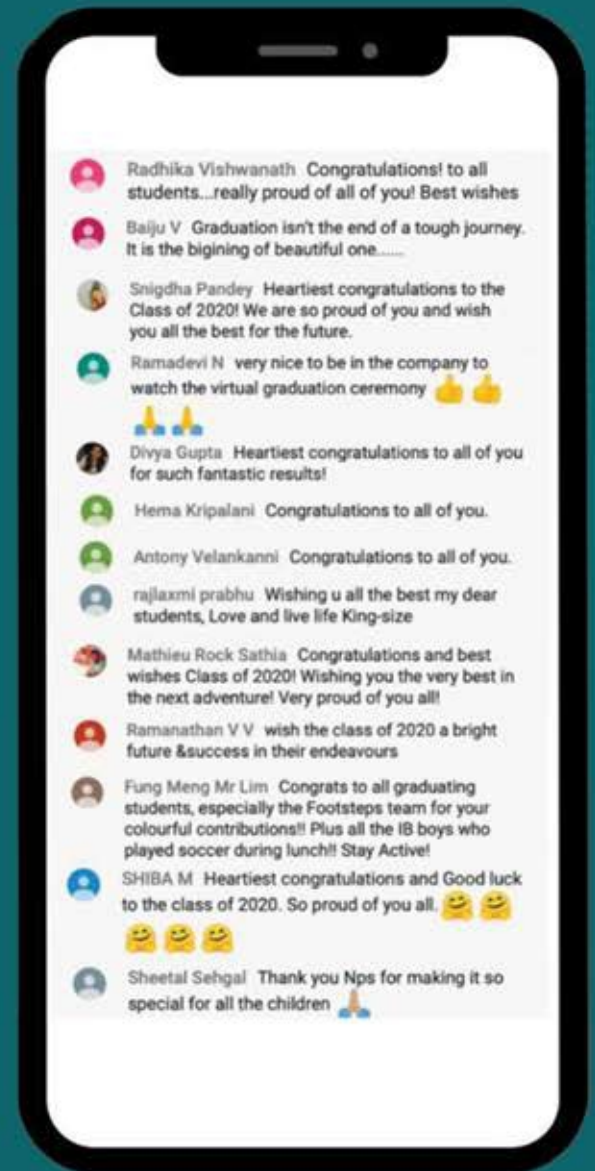 Radhika Vishwanath Congratulations! to all
students...really proud of all of you! Best wishes
Baiju V Graduation isn't the end of a tough journey.
It is the bigining of beautiful one......
Snigdha Pandey Heartiest congratulations to the
Class of 2020! We are so proud of you and wish
you all the best for the future.
Ramadevi N very nice to be in the company to
watch the virtual graduation ceremony 👍👍
🙏🙏
Divya Gupta Heartiest congratulations to all of you
for such fantastic results!
Hema Kripalani Congratulations to all of you.
Antony Velankanni Congratulations to all of you.
rajlaxmi prabhu Wishing u all the best my dear
students, Love and live life King-size
Mathieu Rock Sathia Congratulations and best
wishes Class of 2020! Wishing you the very best in
the next adventure! Very proud of you all!
Ramanathan V V wish the class of 2020 a bright
future &success in their endeavours
Fung Meng Mr Lim Congrats to all graduating
students, especially the Footsteps team for your
colourful contributions!! Plus all the IB boys who
played soccer during lunch!! Stay Active!
SHIBA M Heartiest congratulations and Good luck
to the class of 2020. So proud of you all. 🤗🤗
🤗🤗🤗
Sheetal Sehgal Thank you Nps for making it so
special for all the children 🙏🏽